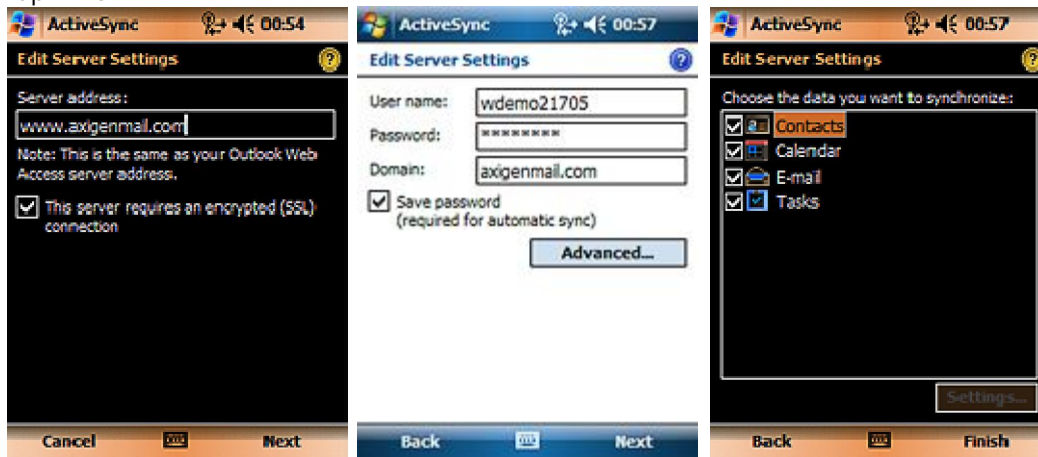 ActiveSync 00:54
Edit Server Settings
Server address:
www.axigenmail.com
Note: This is the same as your Outlook Web
Access server address.
This server requires an encrypted (SSL)
connection
Cancel Next
ActiveSync 00:57
Edit Server Settings
User name: wdemo21705
Password: ********
Domain: axigenmail.com
Save password
(required for automatic sync)
Advanced...
Back Next
ActiveSync 00:57
Edit Server Settings
Choose the data you want to synchronize:
Contacts
Calendar
E-mail
Tasks
Settings...
Back Finish